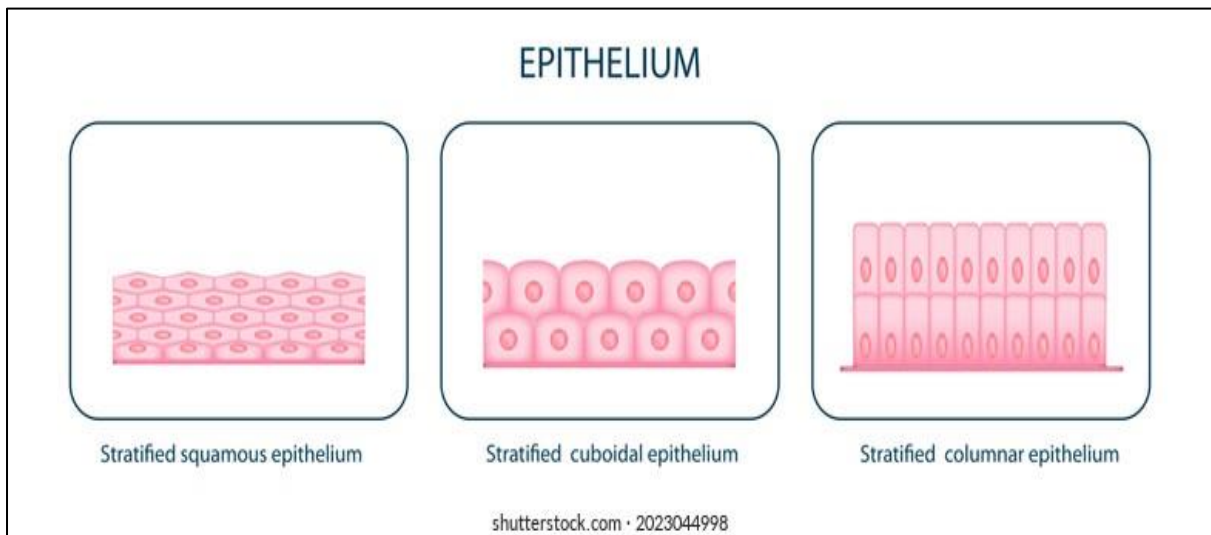 EPITHELIUM
Stratified squamous epithelium
Stratified cuboidal epithelium
Stratified columnar epithelium
shutterstock.com · 2023044998